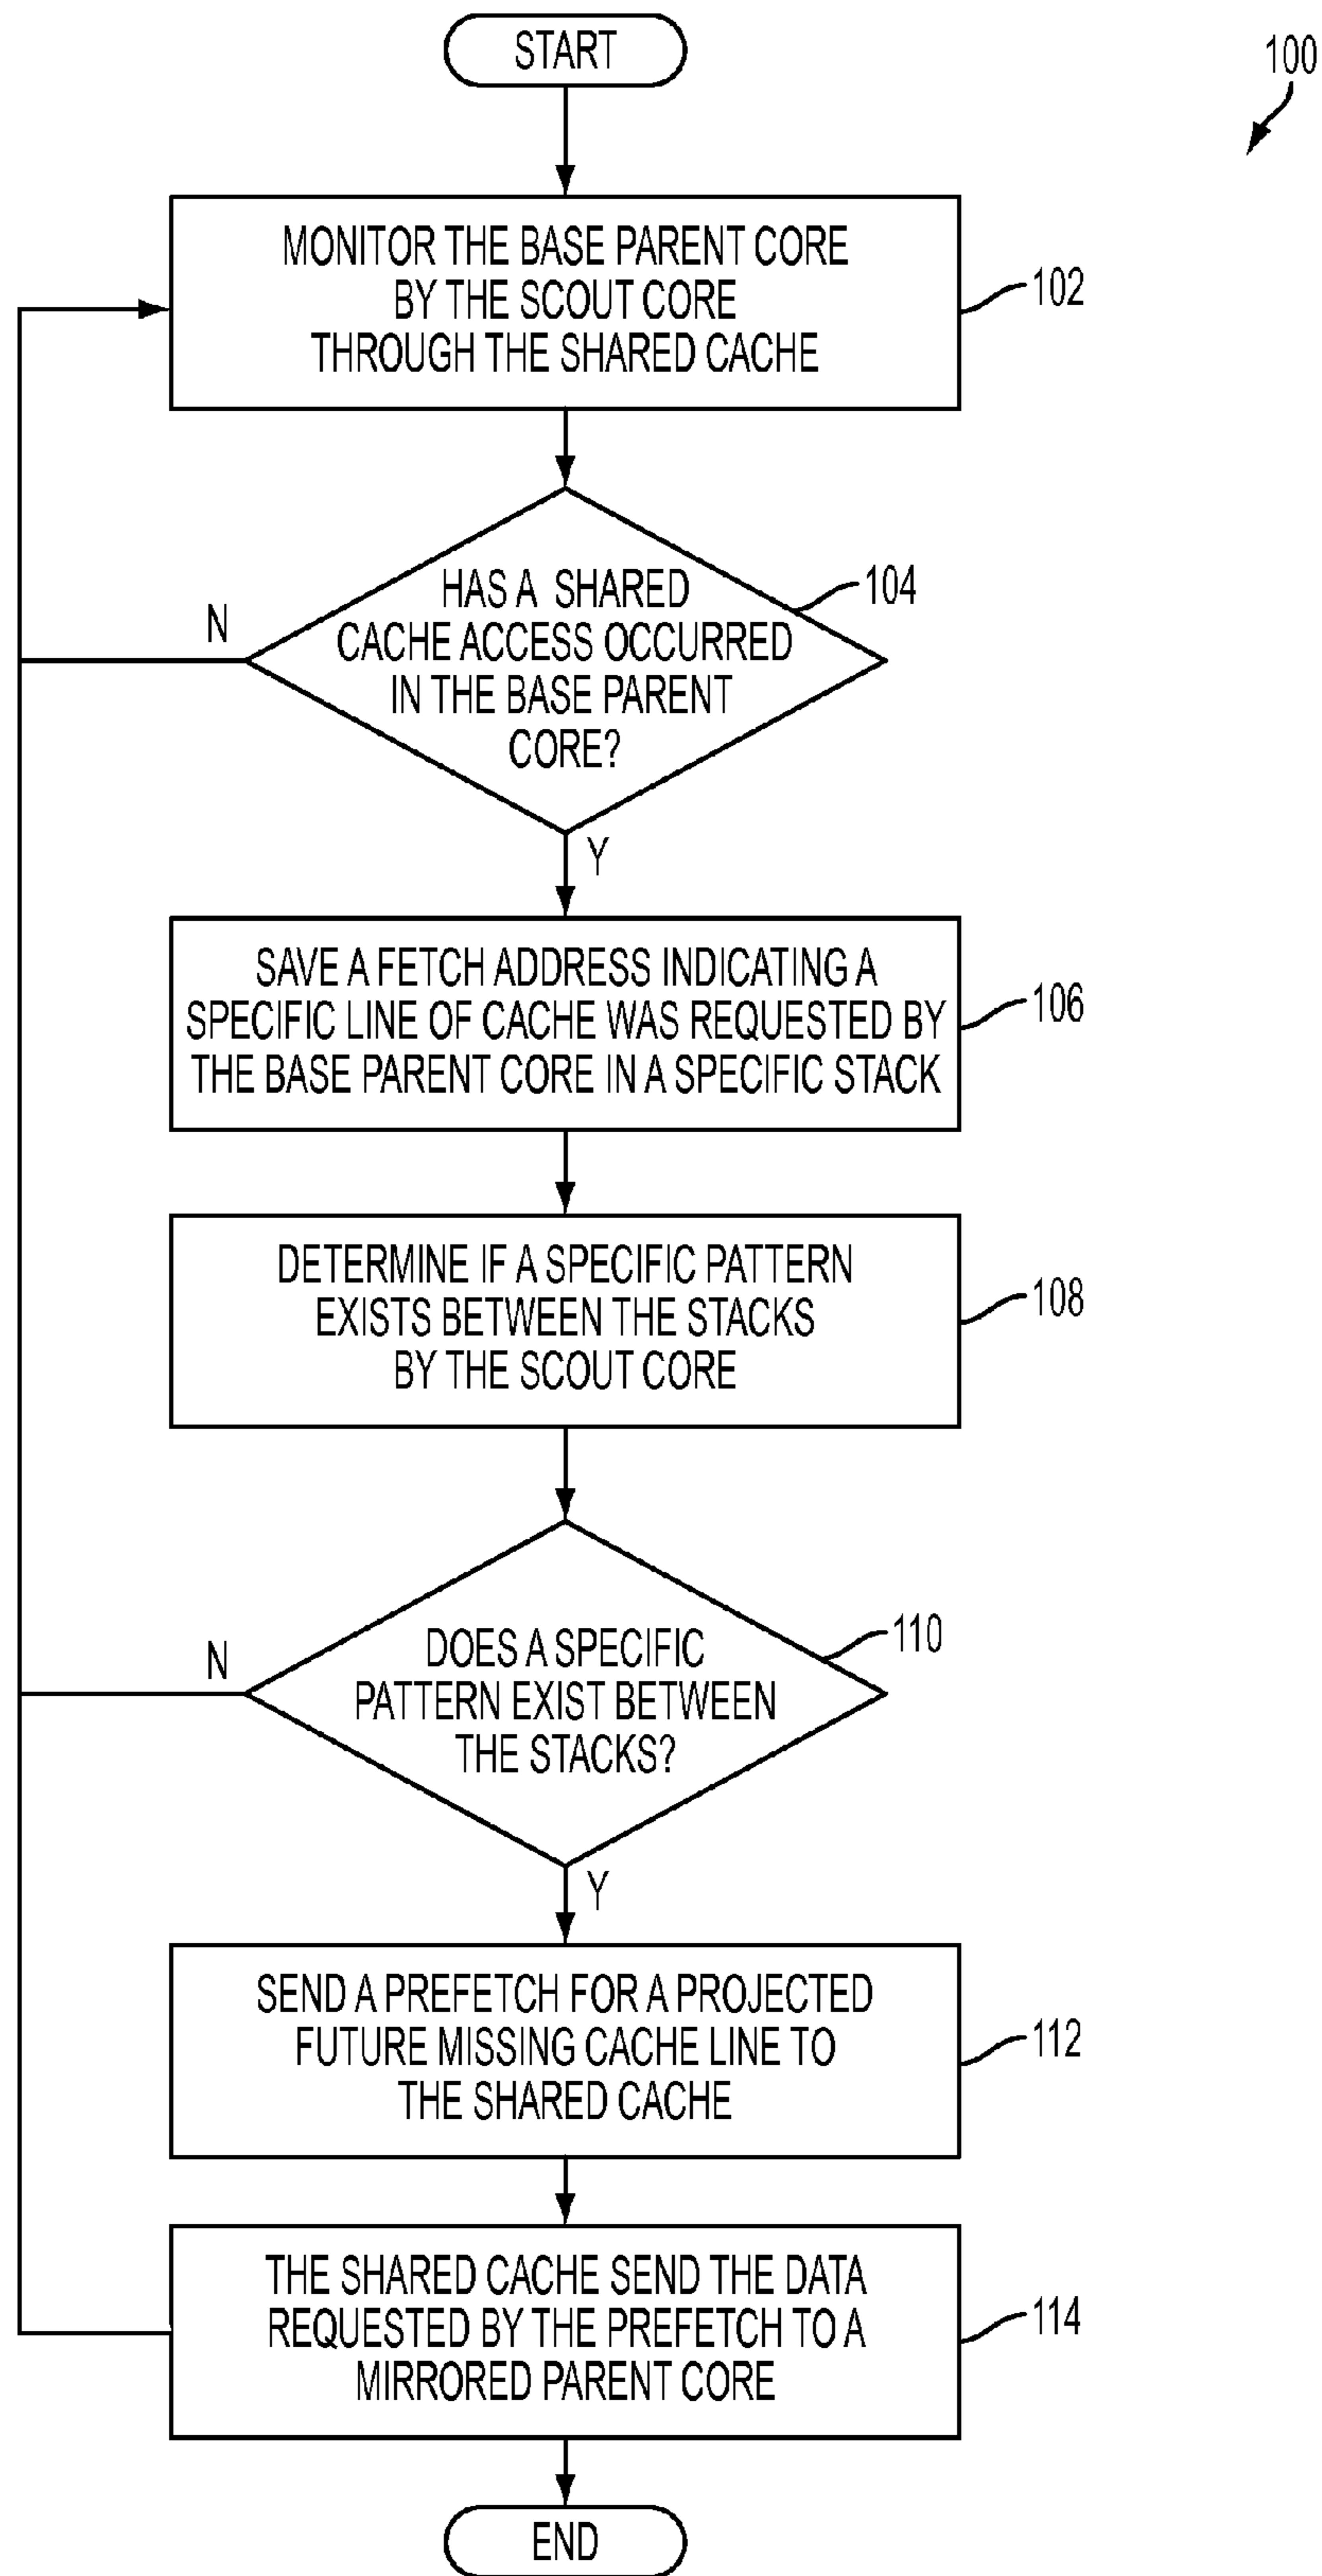 START
100
MONITOR THE BASE PARENT CORE
BY THE SCOUT CORE
THROUGH THE SHARED CACHE
102
HAS A SHARED
CACHE ACCESS OCCURRED
IN THE BASE PARENT
CORE?
104
N
Y
SAVE A FETCH ADDRESS INDICATING A
SPECIFIC LINE OF CACHE WAS REQUESTED BY
THE BASE PARENT CORE IN A SPECIFIC STACK
106
DETERMINE IF A SPECIFIC PATTERN
EXISTS BETWEEN THE STACKS
BY THE SCOUT CORE
108
DOES A SPECIFIC
PATTERN EXIST BETWEEN
THE STACKS?
110
N
Y
SEND A PREFETCH FOR A PROJECTED
FUTURE MISSING CACHE LINE TO
THE SHARED CACHE
112
THE SHARED CACHE SEND THE DATA
REQUESTED BY THE PREFETCH TO A
MIRRORED PARENT CORE
114
END